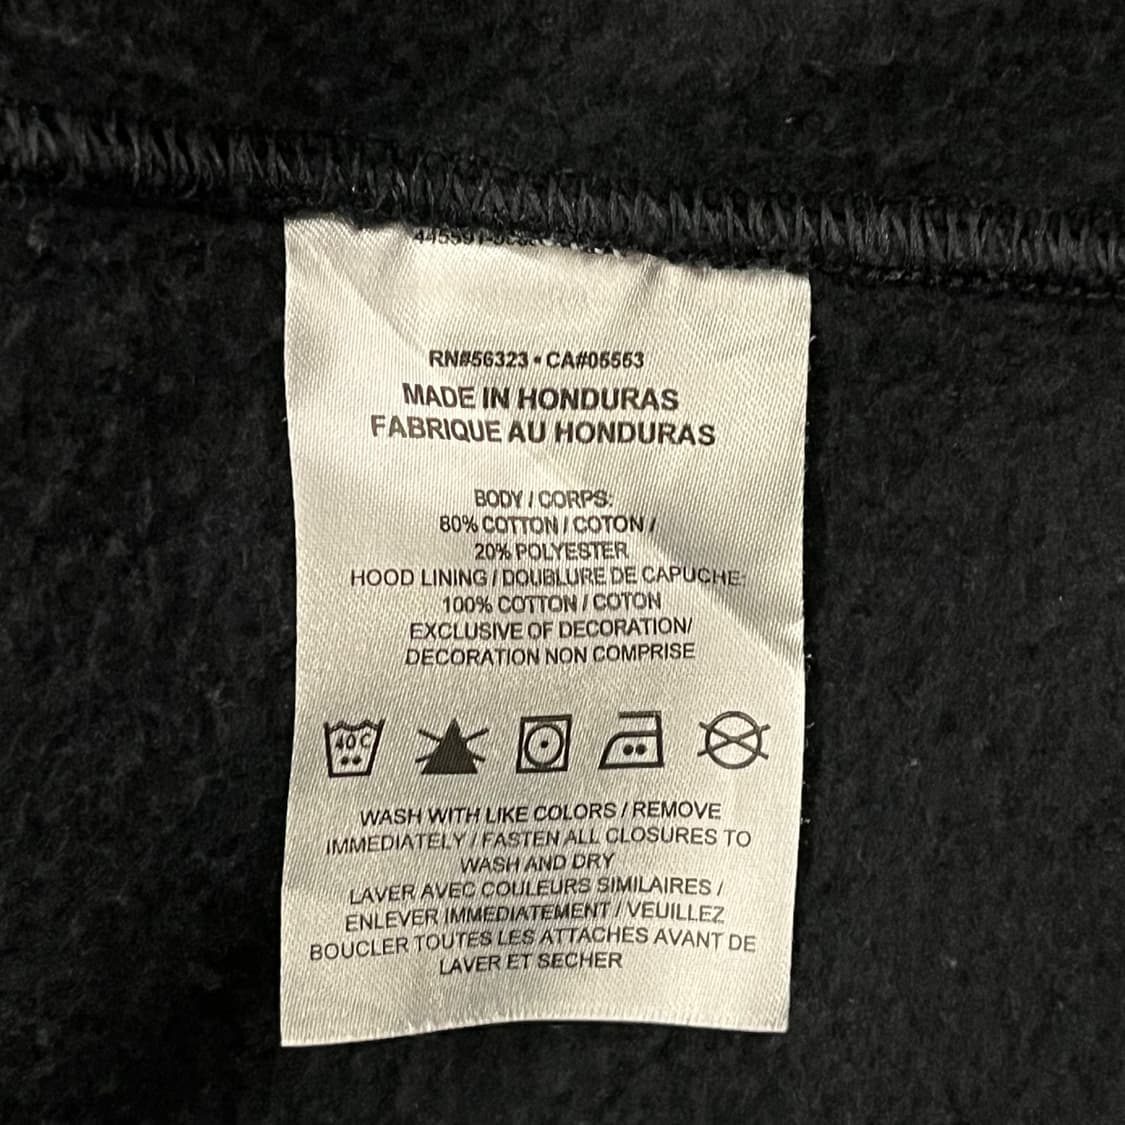 RN#56323 • CA#05553
MADE IN HONDURAS
FABRIQUE AU HONDURAS
BODY / CORPS:
80% COTTON / COTON /
20% POLYESTER
HOOD LINING / DOUBLURE DE CAPUCHE:
100% COTTON / COTON
EXCLUSIVE OF DECORATION/
DECORATION NON COMPRISE
40C
WASH WITH LIKE COLORS / REMOVE
IMMEDIATELY / FASTEN ALL CLOSURES TO
WASH AND DRY
LAVER AVEC COULEURS SIMILAIRES /
ENLEVER IMMEDIATEMENT / VEUILLEZ
BOUCLER TOUTES LES ATTACHES AVANT DE
LAVER ET SECHER